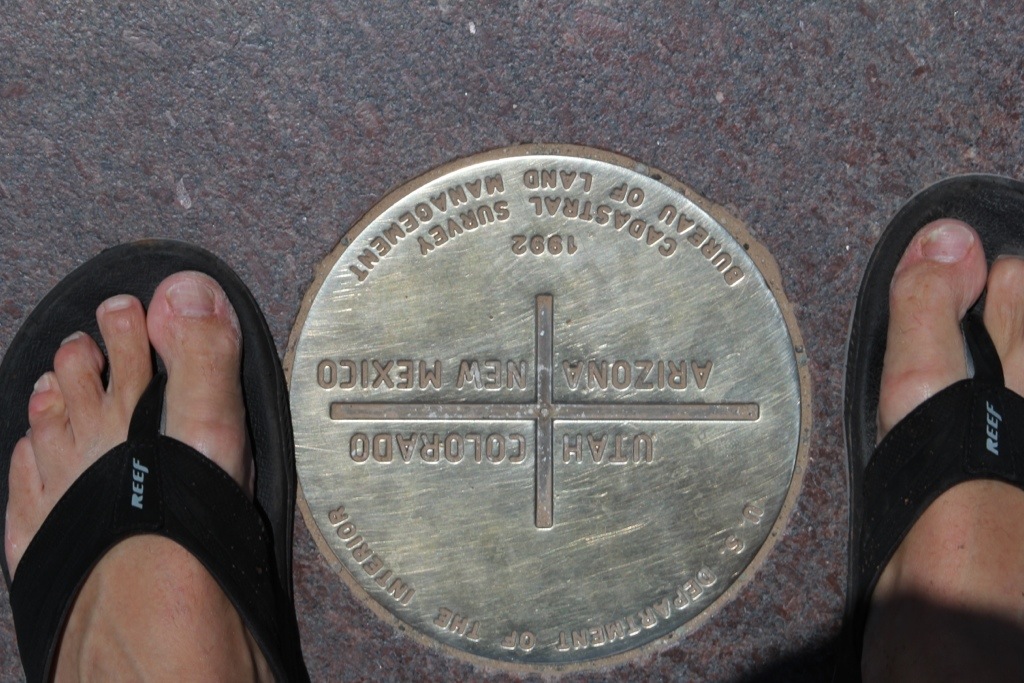 U. S. DEPARTMENT OF THE INTERIOR
UTAH COLORADO
ARIZONA NEW MEXICO
1992
CADASTRAL SURVEY
BUREAU OF LAND MANAGEMENT
REEF
REEF